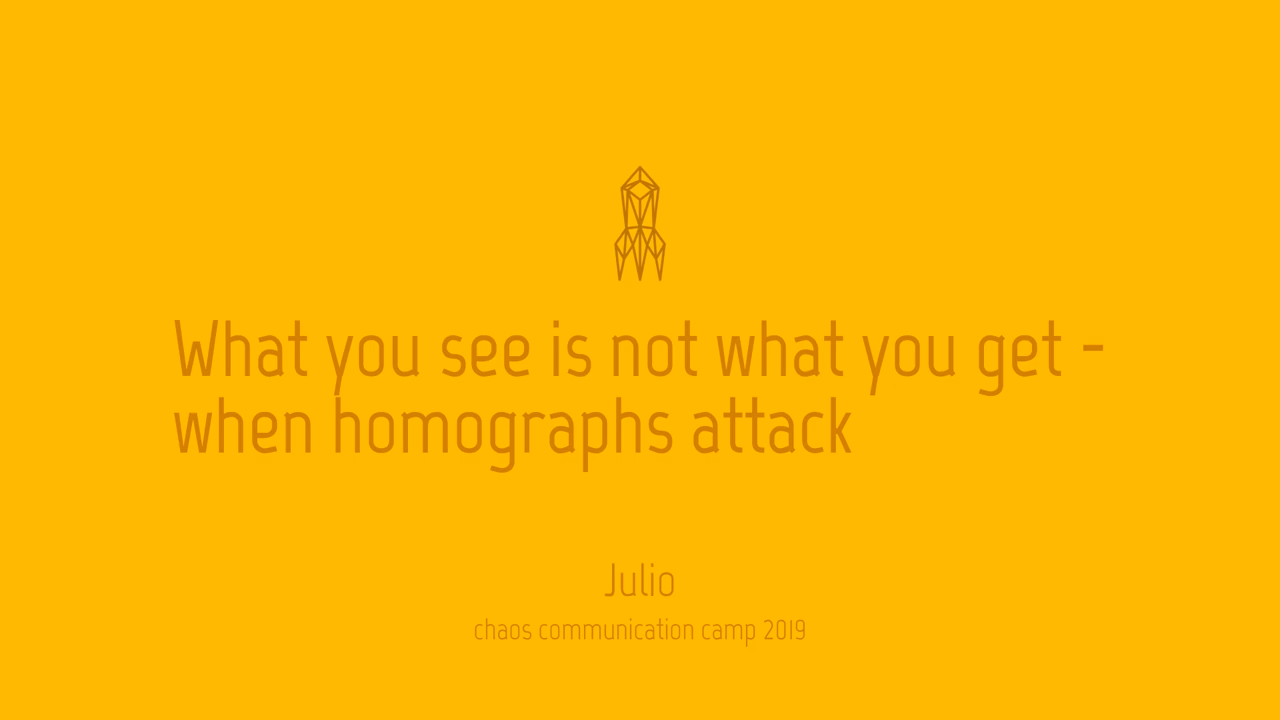 What you see is not what you get -
when homographs attack
Julio
chaos communication camp 2019